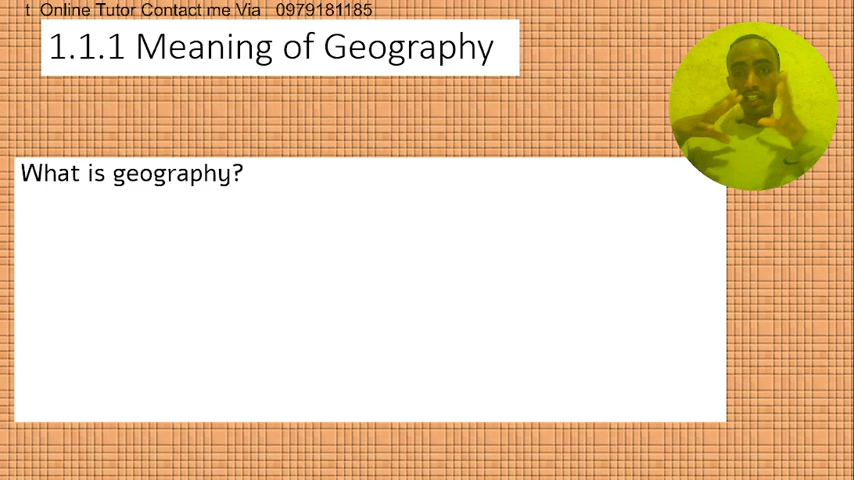 t Online Tutor Contact me Via 0979181185
1.1.1 Meaning of Geography
What is geography?